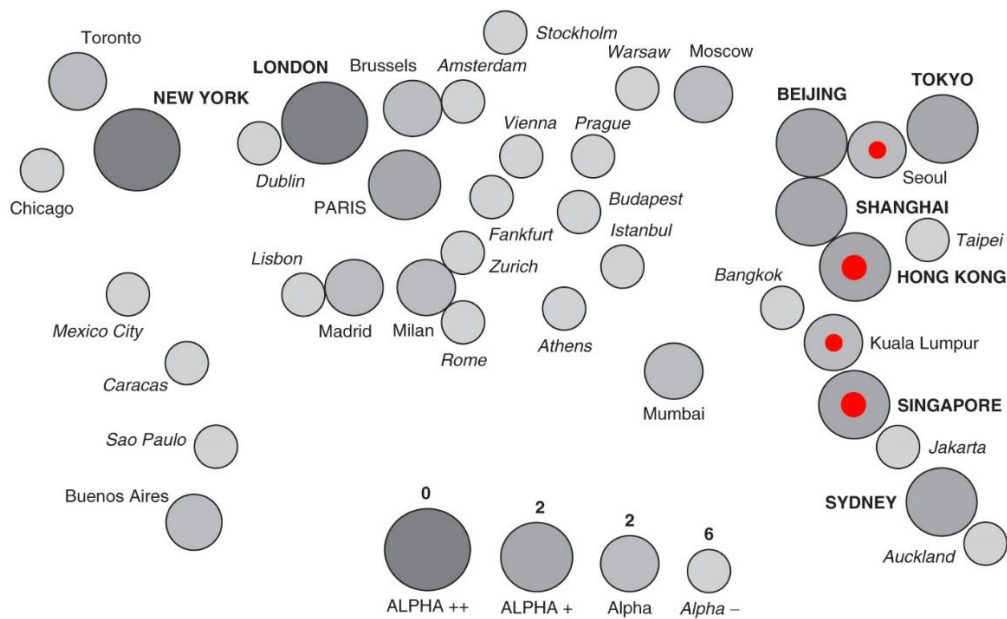 Stockholm
Toronto
LONDON
Brussels
Amsterdam
Warsaw
Moscow
NEW YORK
BEIJING
TOKYO
Vienna
Prague
Dublin
Seoul
Chicago
PARIS
Budapest
SHANGHAI
Fankfurt
Istanbul
Taipei
Lisbon
Zurich
Bangkok
HONG KONG
Mexico City
Madrid
Milan
Rome
Athens
Kuala Lumpur
Caracas
Mumbai
SINGAPORE
Sao Paulo
Jakarta
Buenos Aires
SYDNEY
Auckland
0
2
2
6
ALPHA ++
ALPHA +
Alpha
Alpha –